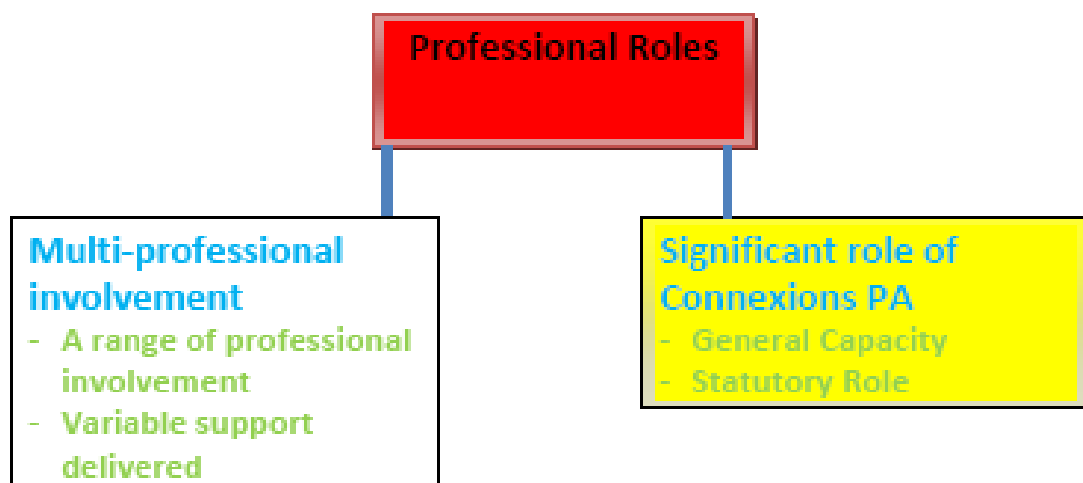 Professional Roles
Multi-professional
involvement
- A range of professional
involvement
- Variable support
delivered
Significant role of
Connexions PA
- General Capacity
- Statutory Role